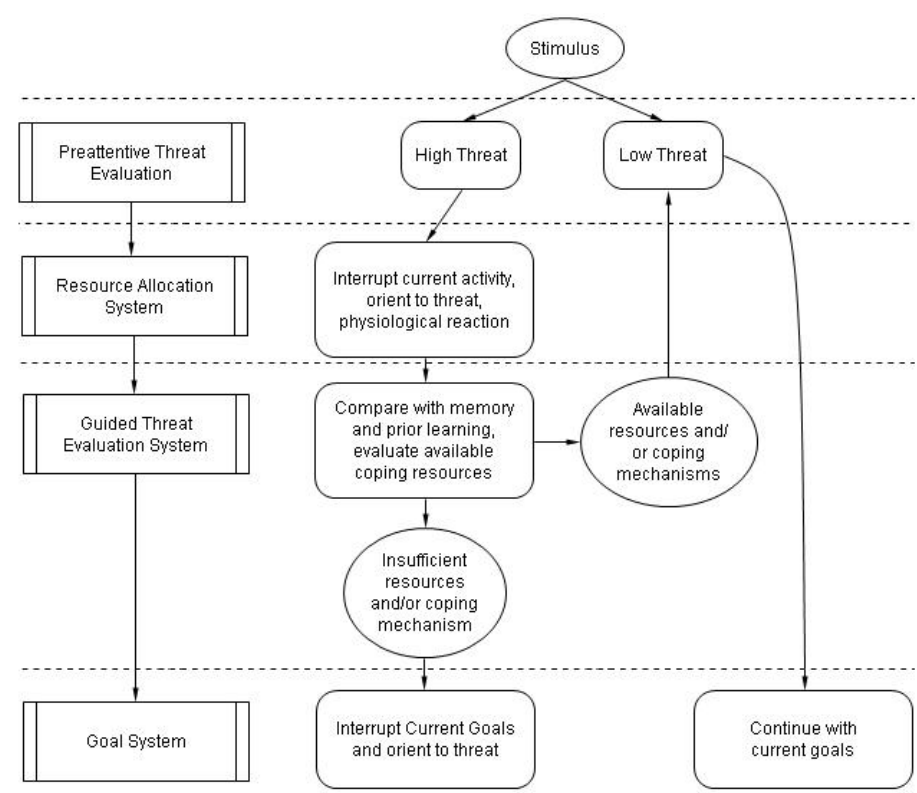 Stimulus
Preattentive Threat
Evaluation
High Threat
Low Threat
Resource Allocation
System
Interrupt current activity,
orient to threat,
physiological reaction
Guided Threat
Evaluation System
Compare with memory
and prior learning,
evaluate available
coping resources
Available
resources and/
or coping
mechanisms
Insufficient
resources
and/or coping
mechanism
Goal System
Interrupt Current Goals
and orient to threat
Continue with
current goals